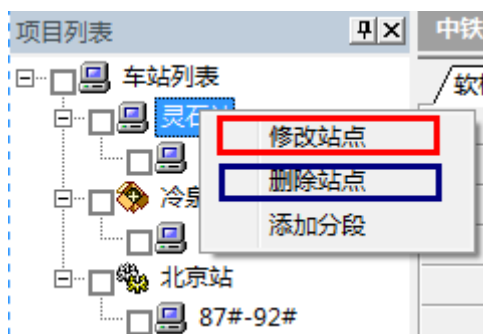 项目列表
中铁
车站列表
软
灵石
修改站点
删除站点
冷泉
添加分段
北京站
87#-92#